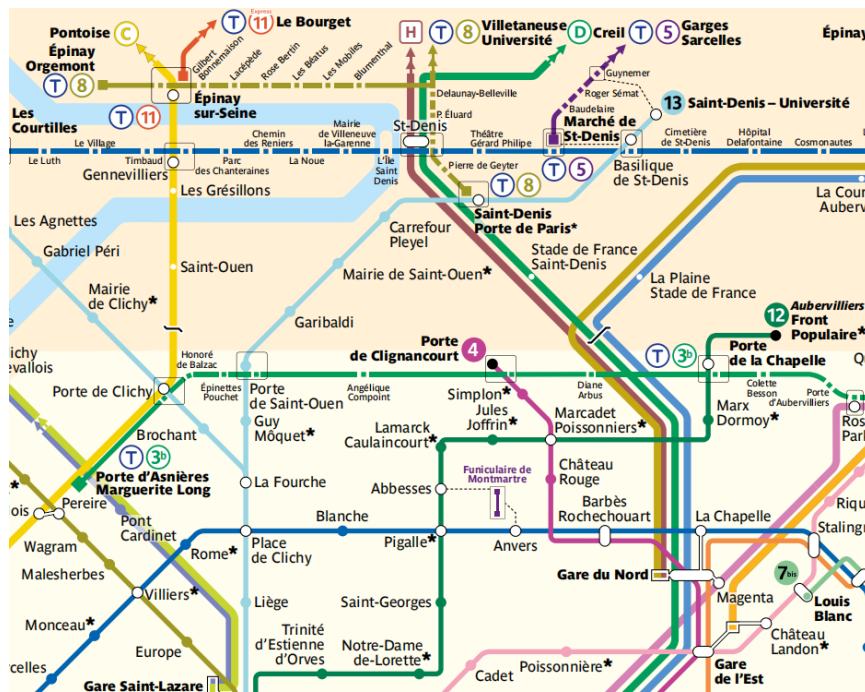 Pontoise C
T 11 Express Le Bourget
H T 8 Villetaneuse
Université
D Creil T 5 Garges
Sarcelles
Épinay
Épinay
Orgemont
T 8
Gilbert
Bonnemaison
Lacépède
Rose Bertin
Les Béatus
Les Mobiles
Blumenthal
Delaunay-Belleville
Guynemer
Roger Sémat
Baudelaire
P. Éluard
13 Saint-Denis – Université
Les
Courtilles
T 11
Épinay
sur-Seine
St-Denis
Marché de
St-Denis
Le Luth
Le Village
Timbaud
Gennevilliers
Parc
des Chanteraines
Chemin
des Reniers
La Noue
Mairie
de Villeneuve
la-Garenne
L'Île
Saint
Denis
Théâtre
Gérard Philipe
Pierre de Geyter
T 8
T 5
Basilique
de St-Denis
Cimetière
de St-Denis
Hôpital
Delafontaine
Cosmonautes
Les Grésillons
Saint-Denis
Porte de Paris*
La Cour
Auberv
Les Agnettes
Gabriel Péri
Carrefour
Pleyel
Stade de France
Saint-Denis
Saint-Ouen
Mairie de Saint-Ouen*
La Plaine
Stade de France
Mairie
de Clichy*
Garibaldi
12 Aubervilliers
Front
Populaire*
Porte
de Clignancourt 4
T 3b
Porte
de la Chapelle
lichy
evallois
Honoré
de Balzac
Porte de Clichy
Épinettes
Pouchet
Porte
de Saint-Ouen
Angélique
Compoint
Simplon*
Jules
Joffrin*
Diane
Arbus
Colette
Besson
Porte
d'Aubervilliers
Ros
Park
Brochant
Guy
Môquet*
Lamarck
Caulaincourt*
Marcadet
Poissonniers*
Marx
Dormoy*
T 3b
Porte d'Asnières
Marguerite Long
La Fourche
Abbesses
Funiculaire de
Montmartre
Château
Rouge
Pereire
Pont
Cardinet
Blanche
Barbès
Rochechouart
La Chapelle
Riqu
Stalingr
ois
Wagram
Rome*
Place
de Clichy
Pigalle*
Anvers
Malesherbes
Villiers*
Liège
Saint-Georges
Gare du Nord
Magenta
7bis
Louis
Blanc
Monceau*
Europe
Trinité
d'Estienne
d'Orves
Notre-Dame
de-Lorette*
Château
Landon*
rcelles
Gare Saint-Lazare
Cadet
Poissonnière*
Gare
de l'Est